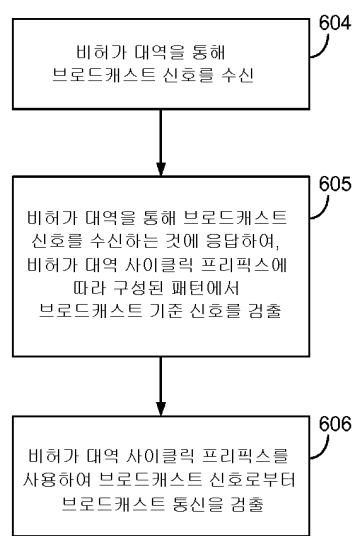 604
비허가 대역을 통해
브로드캐스트 신호를 수신
605
비허가 대역을 통해 브로드캐스트
신호를 수신하는 것에 응답하여,
비허가 대역 사이클릭 프리픽스에
따라 구성된 패턴에서
브로드캐스트 기준 신호를 검출
606
비허가 대역 사이클릭 프리픽스를
사용하여 브로드캐스트 신호로부터
브로드캐스트 통신을 검출